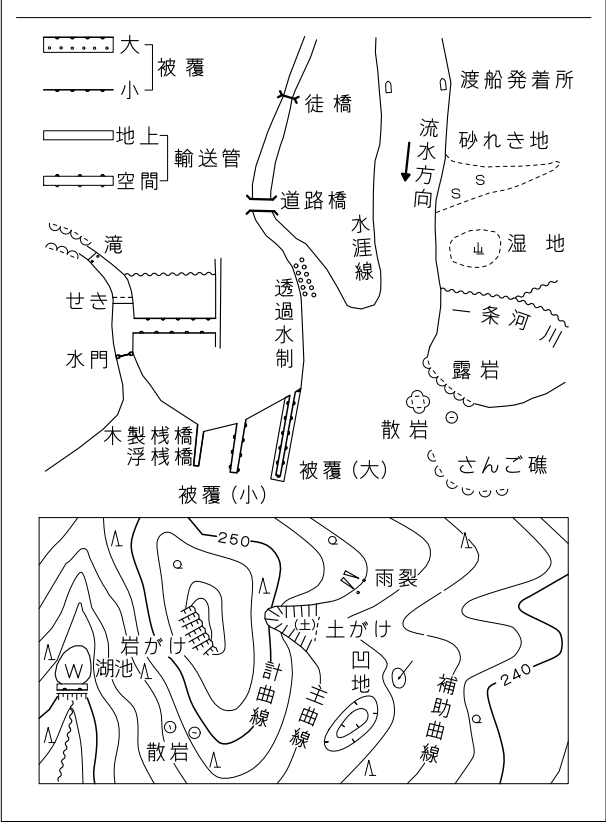 大
小
被覆
地上
空間
輸送管
徒橋
渡船発着所
流水方向
砂れき地
S S
道路橋
水涯線
滝
湿地
せき
透過水制
一条河川
水門
露岩
散岩
木製桟橋
浮桟橋
さんご礁
被覆(大)
被覆(小)
250
雨裂
(土)
土がけ
岩がけ
凹地
W
湖池
計曲線
主曲線
補助曲線
240
散岩